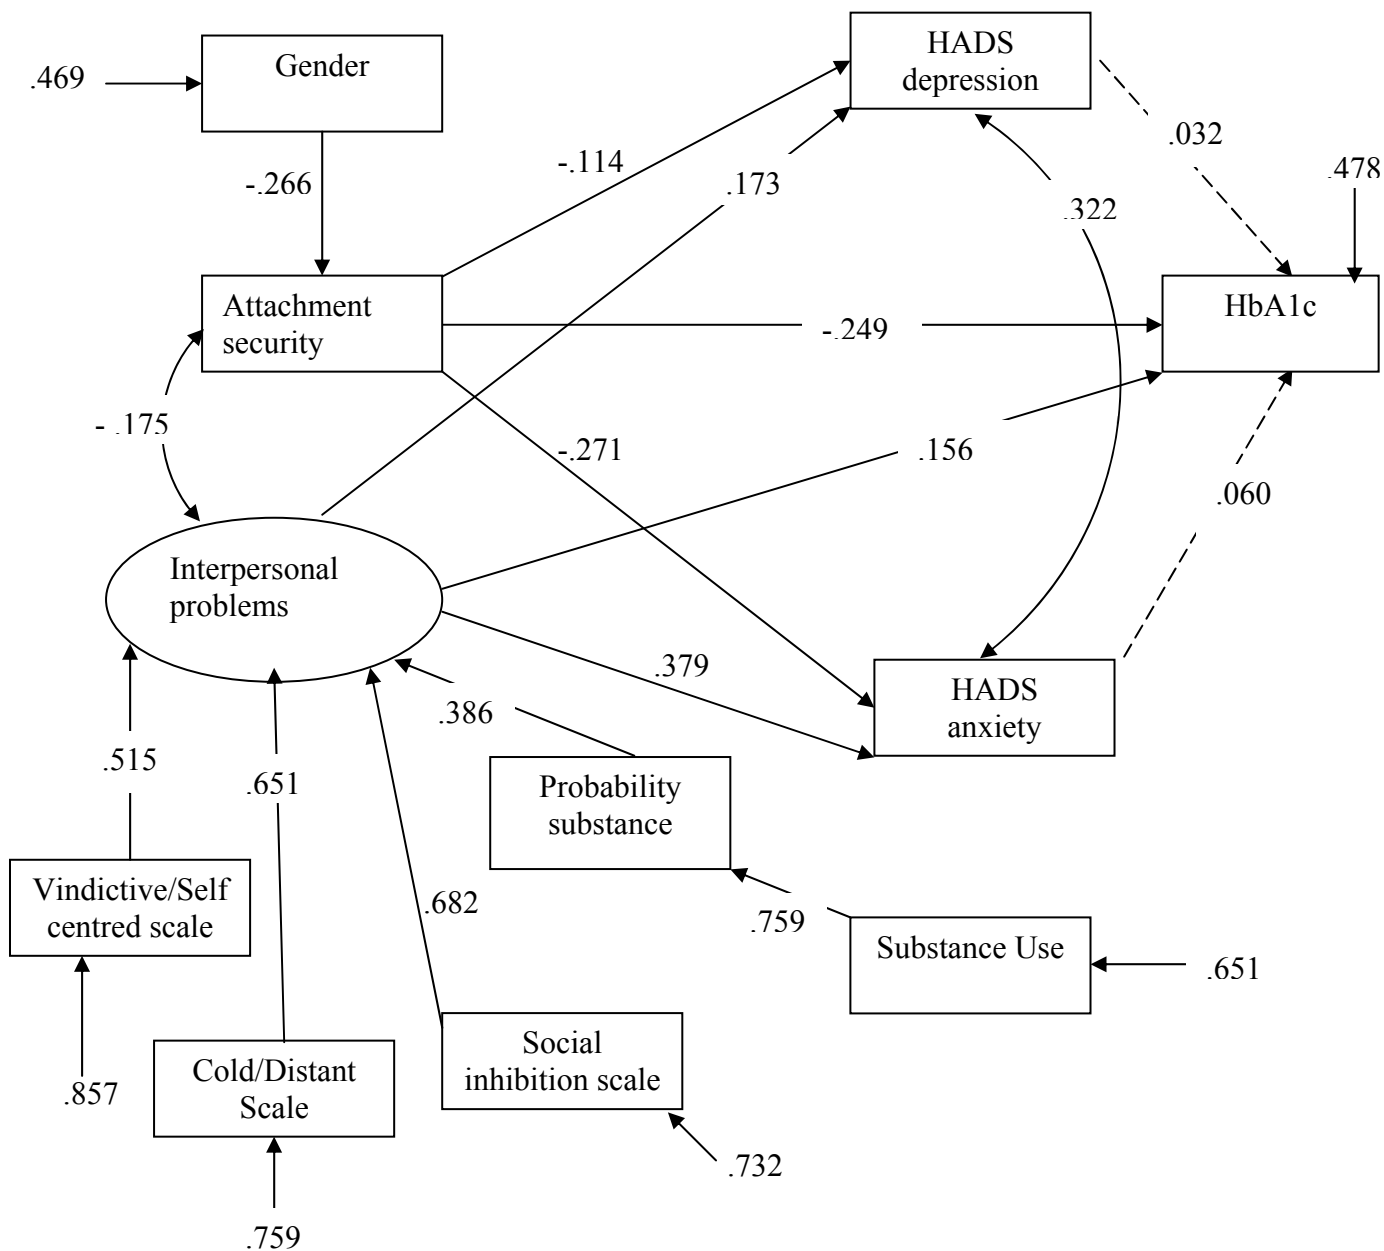 HADS
depression
Gender
.469
.032
-.114
.173
-.266
.478
.322
Attachment
security
HbA1c
-.249
- .175
-.271
.156
.060
Interpersonal
problems
.379
HADS
anxiety
.386
.515
.651
Probability
substance
Vindictive/Self
centred scale
.682
.759
Substance Use
.651
Social
inhibition scale
Cold/Distant
Scale
.857
.732
.759